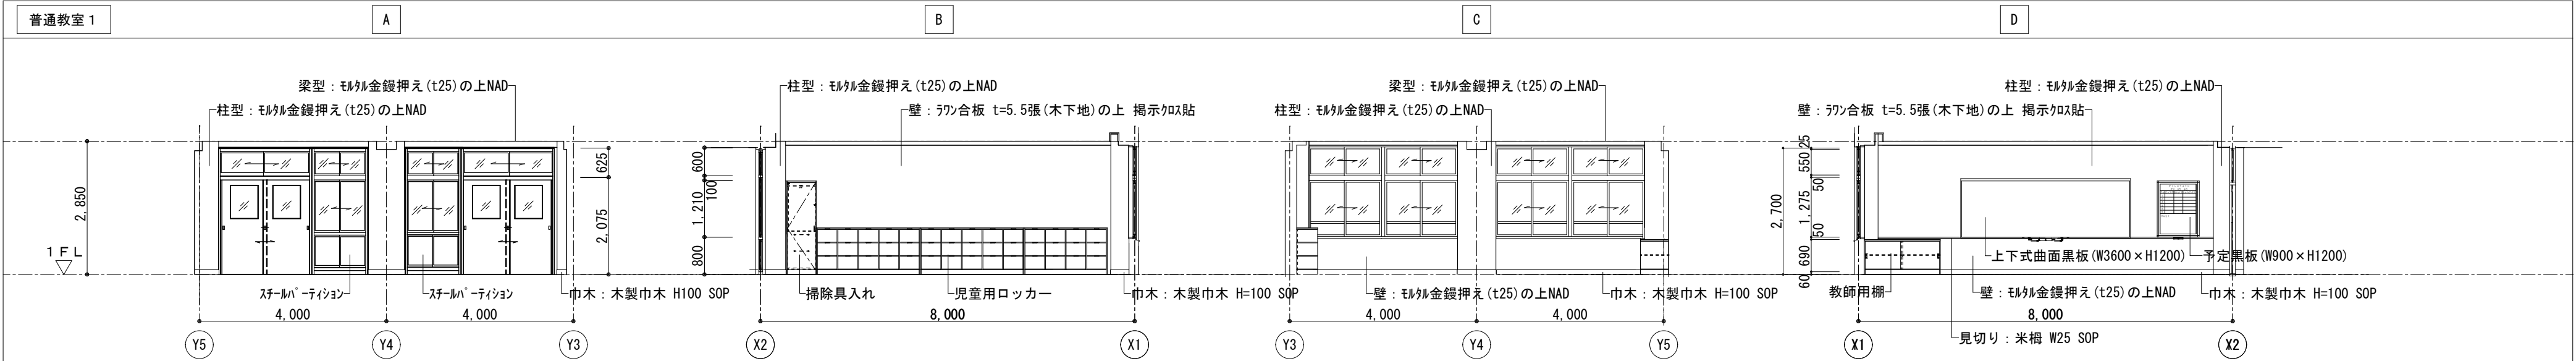 普通教室1
A
B
C
D
梁型：ﾓﾙﾀﾙ金鏝押え(t25)の上NAD
柱型：ﾓﾙﾀﾙ金鏝押え(t25)の上NAD
2,850
1FL
625
2,075
ｽﾁｰﾙﾊﾟｰﾃｨｼｮﾝ
ｽﾁｰﾙﾊﾟｰﾃｨｼｮﾝ
巾木：木製巾木 H100 SOP
4,000
4,000
Y5
Y4
Y3
柱型：ﾓﾙﾀﾙ金鏝押え(t25)の上NAD
壁：ﾗﾜﾝ合板 t=5.5張(木下地)の上 掲示ｸﾛｽ貼
600
100
1,210
800
掃除具入れ
児童用ロッカー
巾木：木製巾木 H=100 SOP
8,000
X2
X1
梁型：ﾓﾙﾀﾙ金鏝押え(t25)の上NAD
柱型：ﾓﾙﾀﾙ金鏝押え(t25)の上NAD
壁：ﾓﾙﾀﾙ金鏝押え(t25)の上NAD
巾木：木製巾木 H=100 SOP
4,000
4,000
Y3
Y4
Y5
柱型：ﾓﾙﾀﾙ金鏝押え(t25)の上NAD
壁：ﾗﾜﾝ合板 t=5.5張(木下地)の上 掲示ｸﾛｽ貼
2,700
25
550
50
1,275
50
690
60
上下式曲面黒板(W3600×H1200)
予定黒板(W900×H1200)
教師用棚
壁：ﾓﾙﾀﾙ金鏝押え(t25)の上NAD
巾木：木製巾木 H=100 SOP
8,000
見切り：米栂 W25 SOP
X1
X2